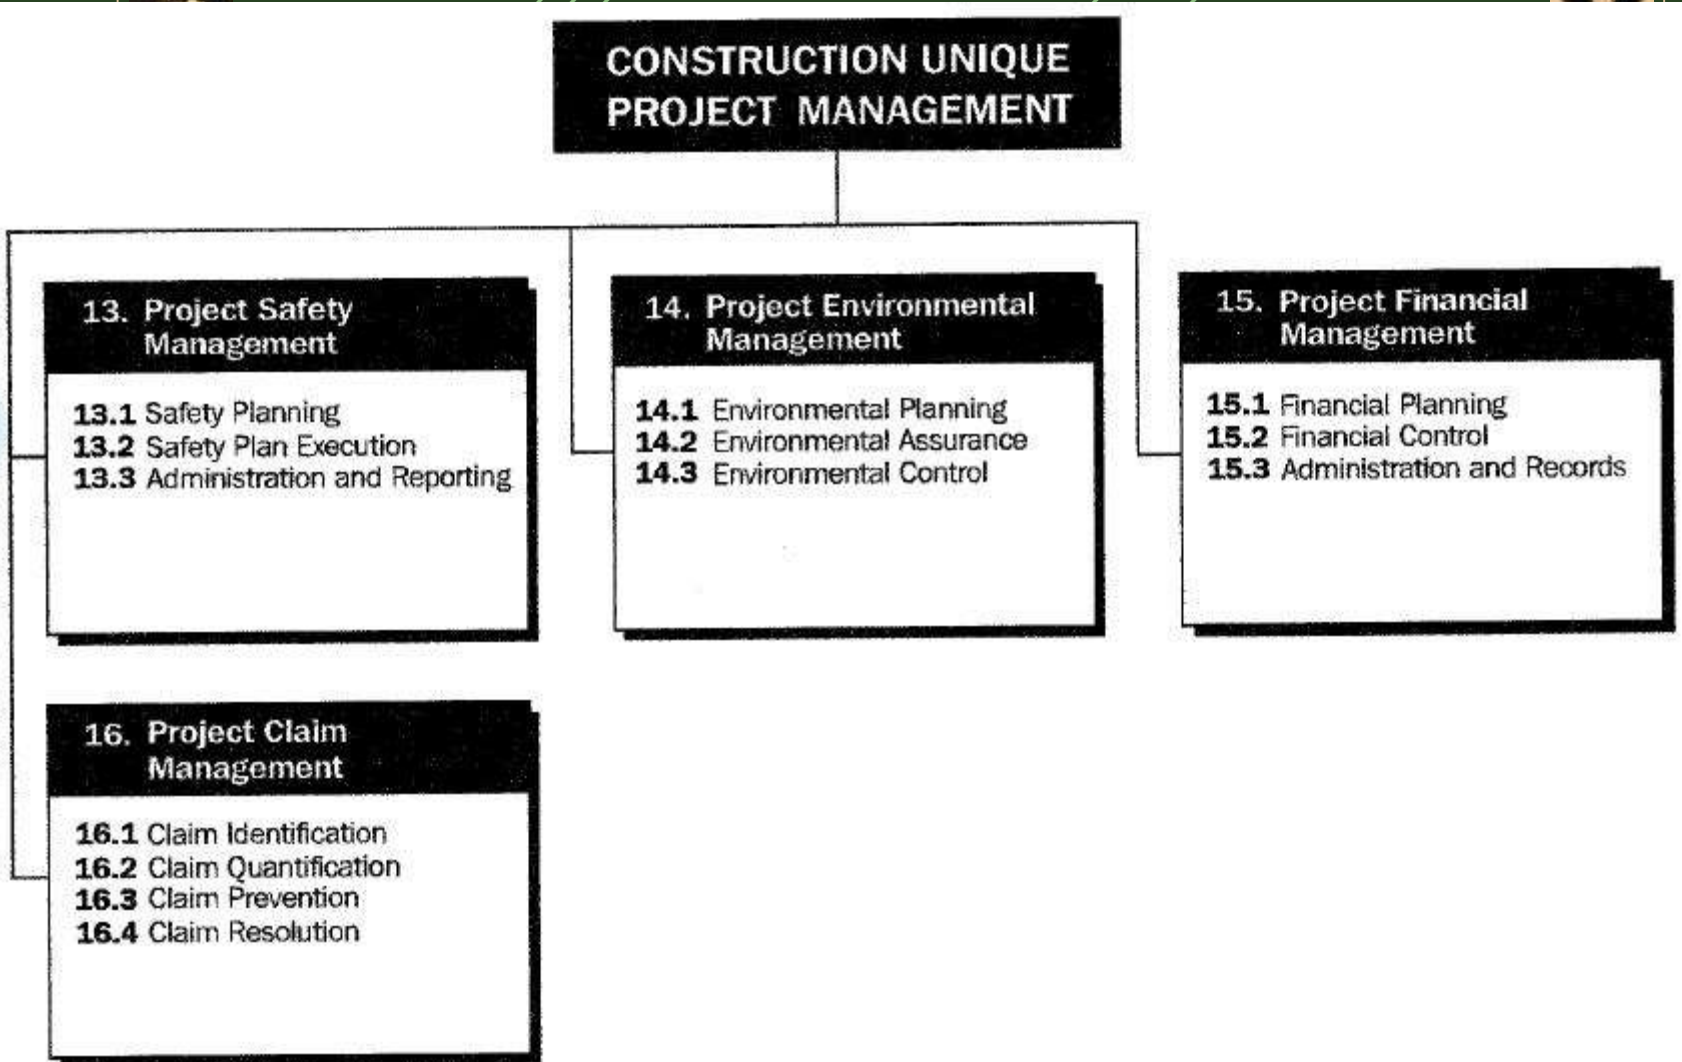 CONSTRUCTION UNIQUE
PROJECT MANAGEMENT
13. Project Safety
Management
13.1 Safety Planning
13.2 Safety Plan Execution
13.3 Administration and Reporting
14. Project Environmental
Management
14.1 Environmental Planning
14.2 Environmental Assurance
14.3 Environmental Control
15. Project Financial
Management
15.1 Financial Planning
15.2 Financial Control
15.3 Administration and Records
16. Project Claim
Management
16.1 Claim Identification
16.2 Claim Quantification
16.3 Claim Prevention
16.4 Claim Resolution